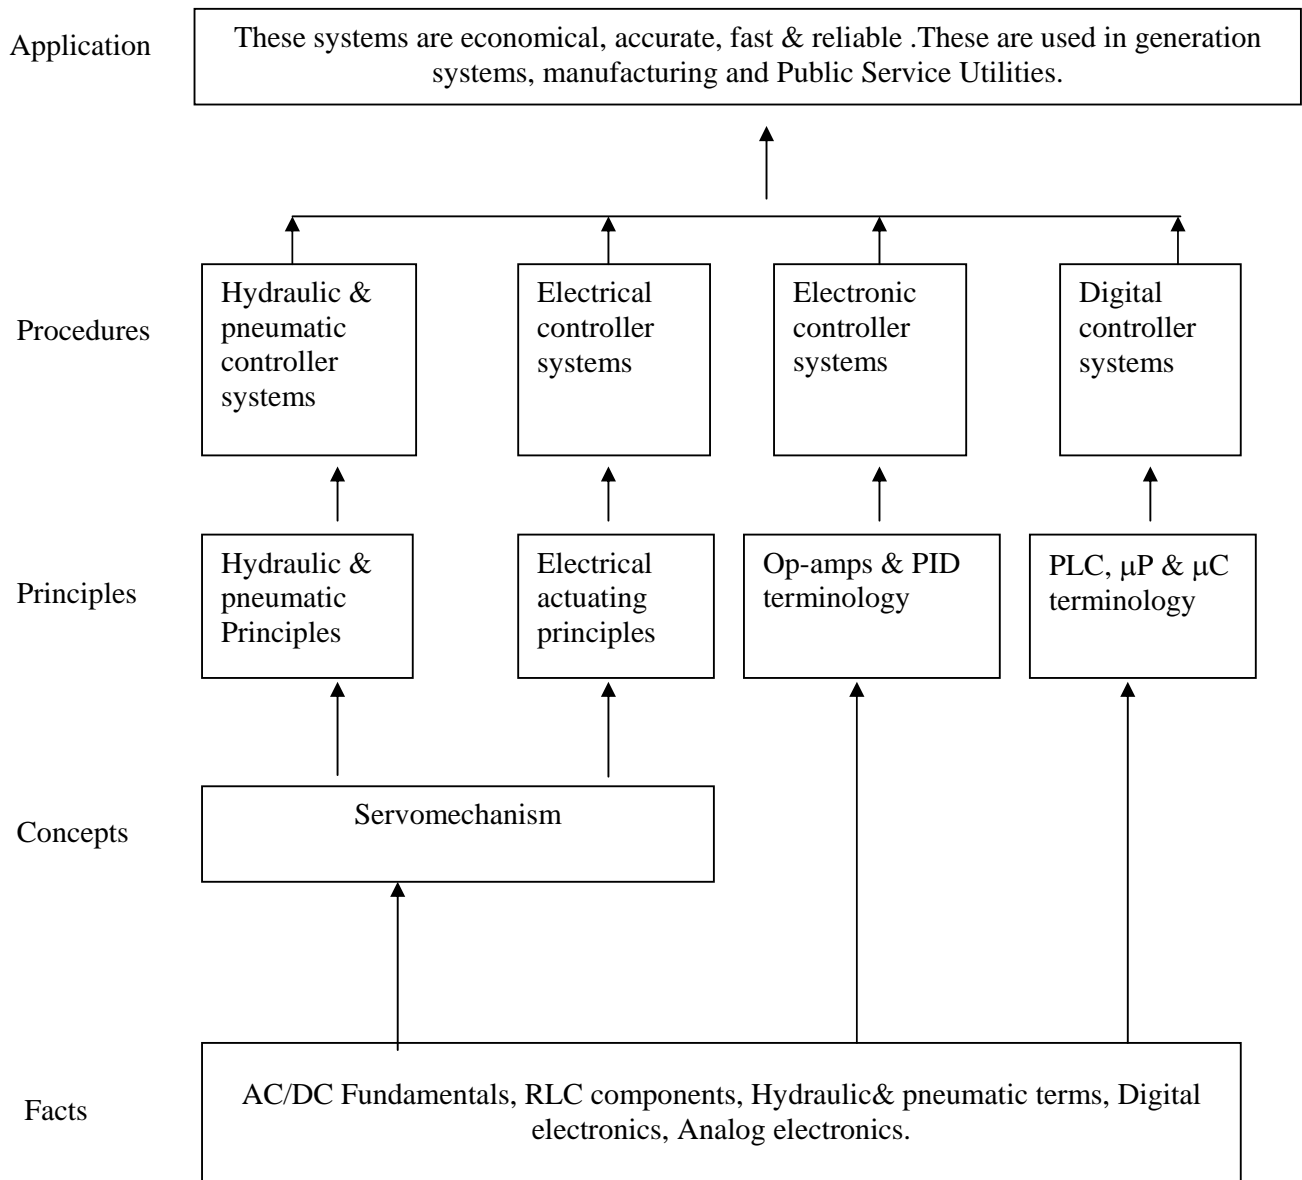 Application
These systems are economical, accurate, fast & reliable .These are used in generation
systems, manufacturing and Public Service Utilities.
Procedures
Hydraulic &
pneumatic
controller
systems
Electrical
controller
systems
Electronic
controller
systems
Digital
controller
systems
Principles
Hydraulic &
pneumatic
Principles
Electrical
actuating
principles
Op-amps & PID
terminology
PLC, μP & μC
terminology
Concepts
Servomechanism
Facts
AC/DC Fundamentals, RLC components, Hydraulic& pneumatic terms, Digital
electronics, Analog electronics.